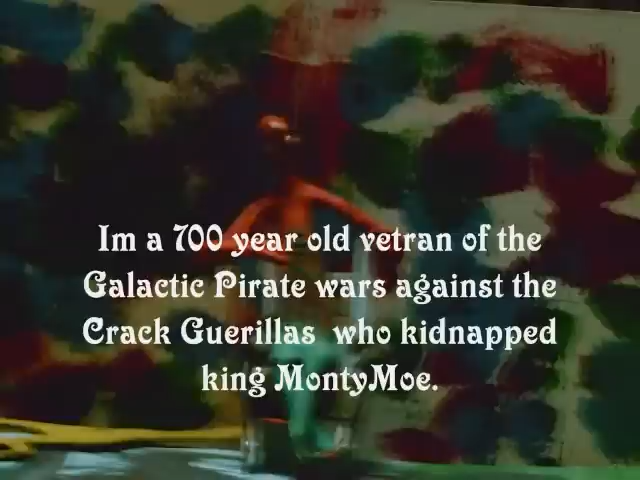 Im a 700 year old vetran of the
Galactic Pirate wars against the
Crack Guerillas who kidnapped
king MontyMoe.